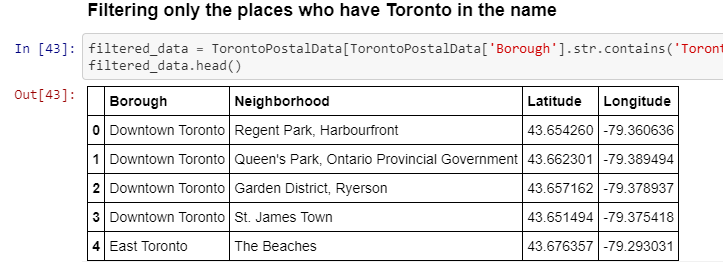 Filtering only the places who have Toronto in the name
In [43]: filtered_data = TorontoPostalData[TorontoPostalData['Borough'].str.contains('Toront
filtered_data.head()
Out[43]:
Borough Neighborhood Latitude Longitude
0 Downtown Toronto Regent Park, Harbourfront 43.654260 -79.360636
1 Downtown Toronto Queen's Park, Ontario Provincial Government 43.662301 -79.389494
2 Downtown Toronto Garden District, Ryerson 43.657162 -79.378937
3 Downtown Toronto St. James Town 43.651494 -79.375418
4 East Toronto The Beaches 43.676357 -79.293031